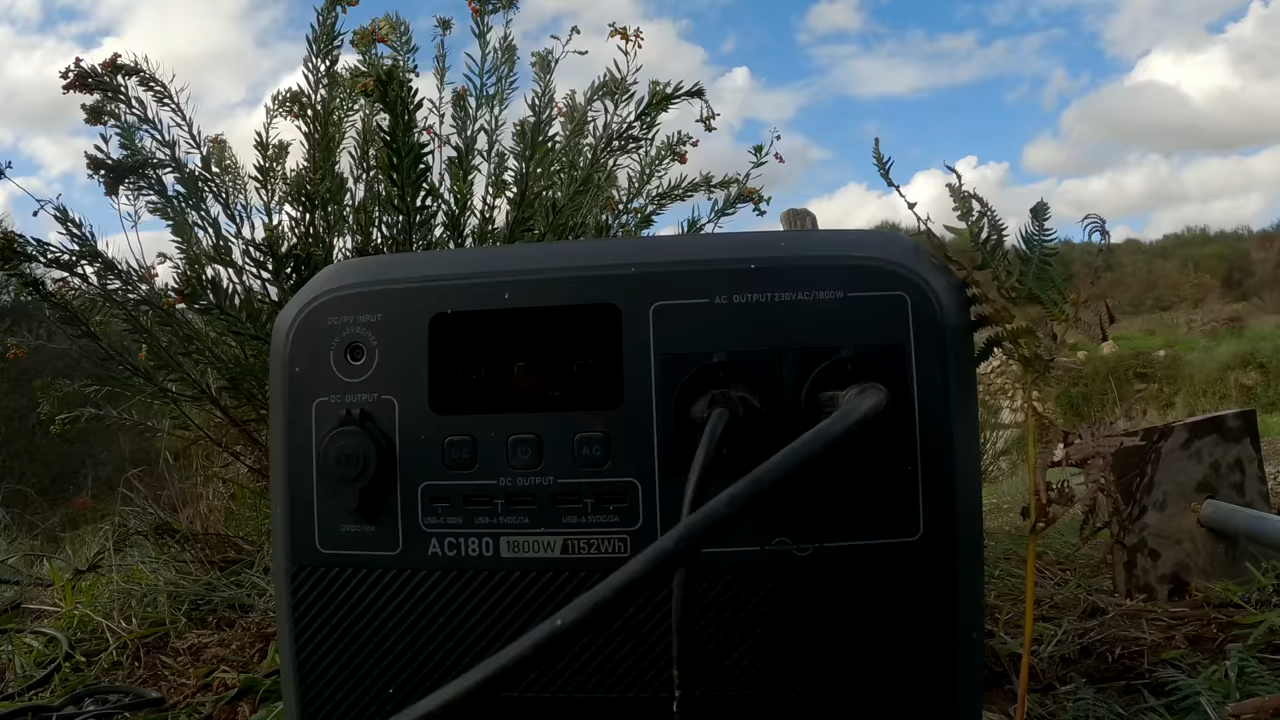 AC OUTPUT 230VAC/1800W
DC/PV INPUT
DC OUTPUT
DC
AC
DC OUTPUT
USB-C 100W
USB-A 5VDC/3A
USB-A 5VDC/3A
12VDC/10A
AC180 1800W 1152Wh